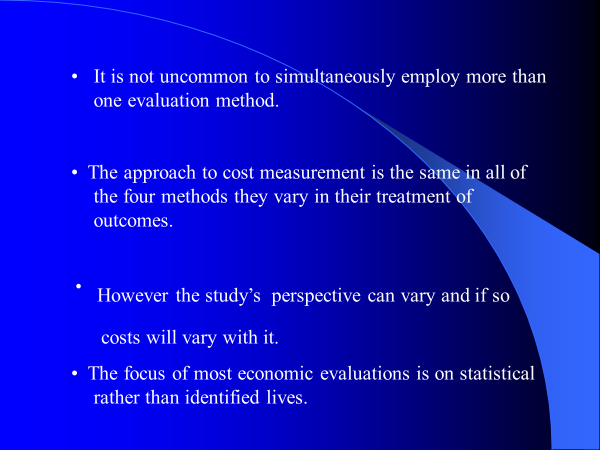 • It is not uncommon to simultaneously employ more than
one evaluation method.
• The approach to cost measurement is the same in all of
the four methods they vary in their treatment of
outcomes.
• However the study’s perspective can vary and if so
costs will vary with it.
• The focus of most economic evaluations is on statistical
rather than identified lives.